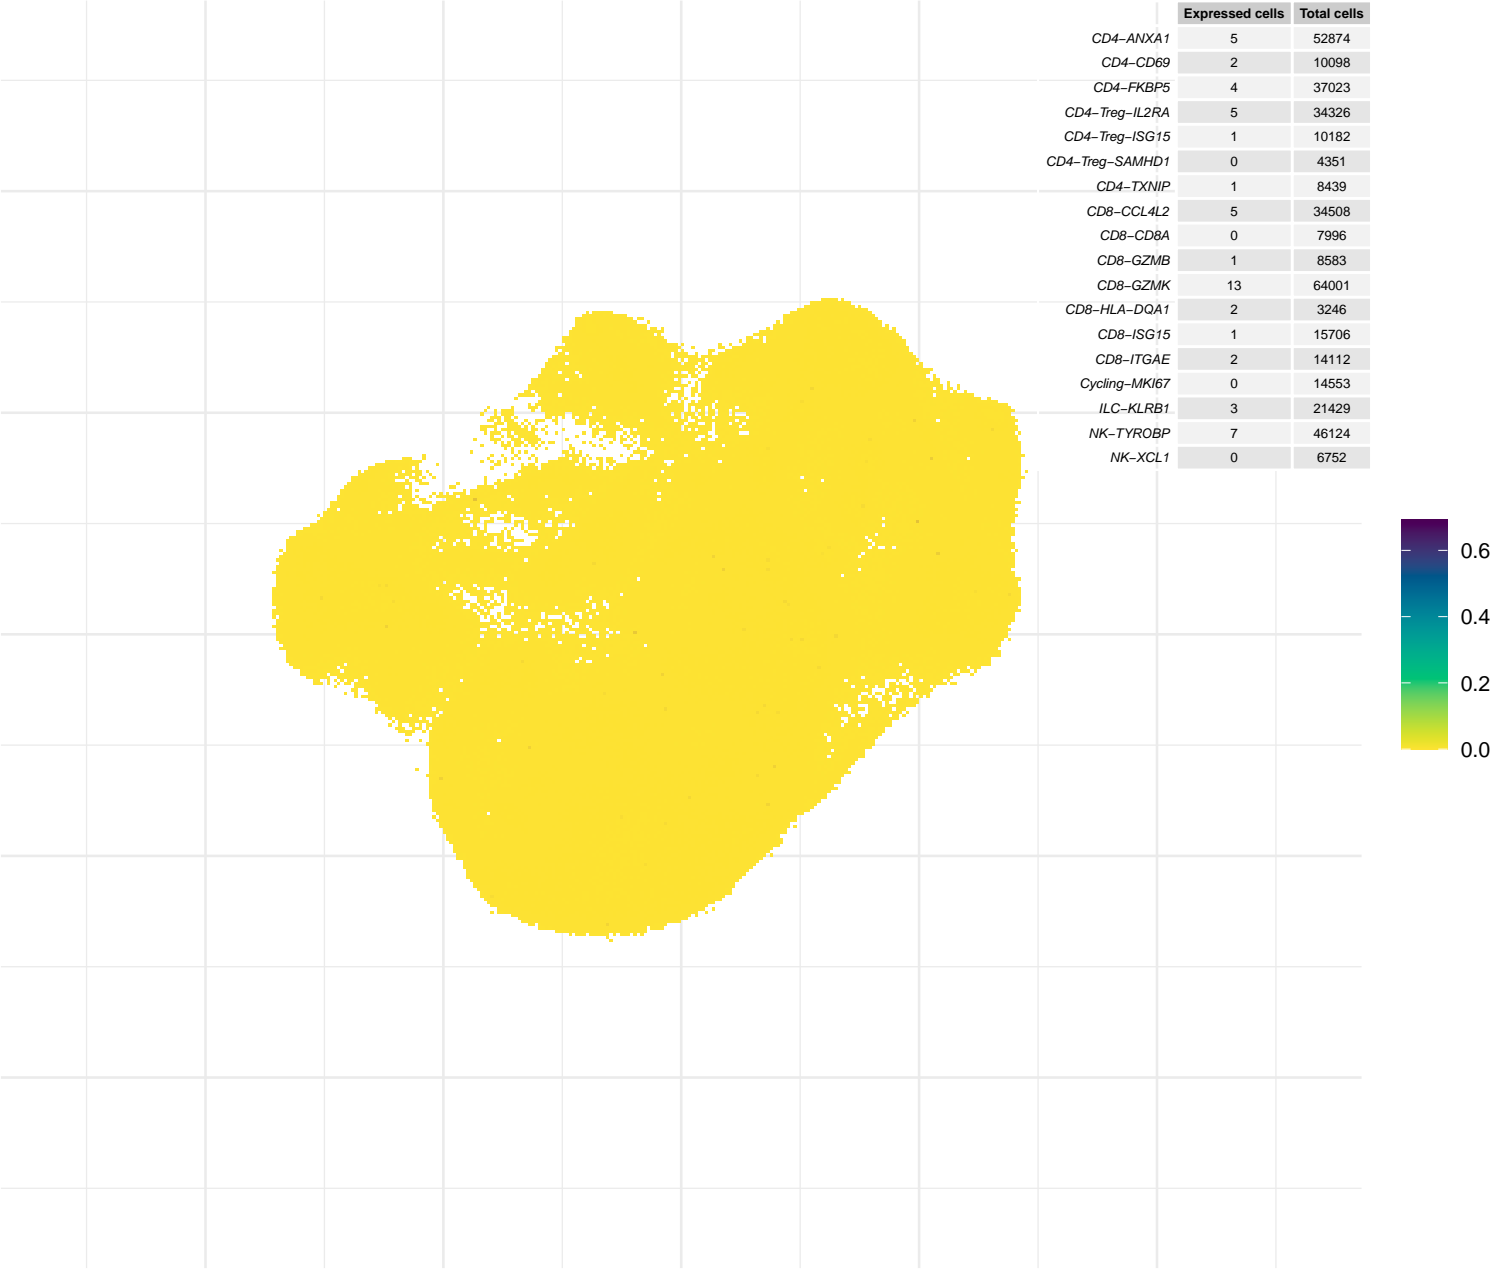 Expressed cells Total cells
CD4−ANXA1 5 52874
CD4−CD69 2 10098
CD4−FKBP5 4 37023
CD4−Treg−IL2RA 5 34326
CD4−Treg−ISG15 1 10182
CD4−Treg−SAMHD1 0 4351
CD4−TXNIP 1 8439
CD8−CCL4L2 5 34508
CD8−CD8A 0 7996
CD8−GZMB 1 8583
CD8−GZMK 13 64001
CD8−HLA−DQA1 2 3246
CD8−ISG15 1 15706
CD8−ITGAE 2 14112
Cycling−MKI67 0 14553
ILC−KLRB1 3 21429
NK−TYROBP 7 46124
NK−XCL1 0 6752
0.6
0.4
0.2
0.0